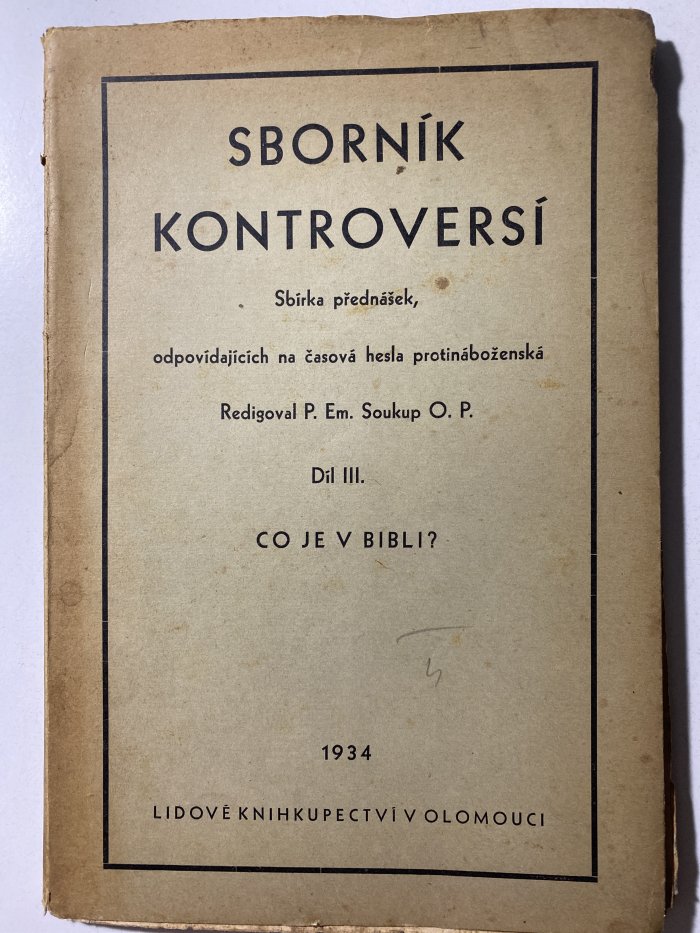 SBORNÍK
KONTROVERSÍ
Sbírka přednášek,
odpovídajících na časová hesla protináboženská
Redigoval P. Em. Soukup O. P.
Díl III.
CO JE V BIBLI?
1934
LIDOVÉ KNIHKUPECTVÍ V OLOMOUCI